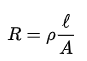 R = ρ ℓ/A